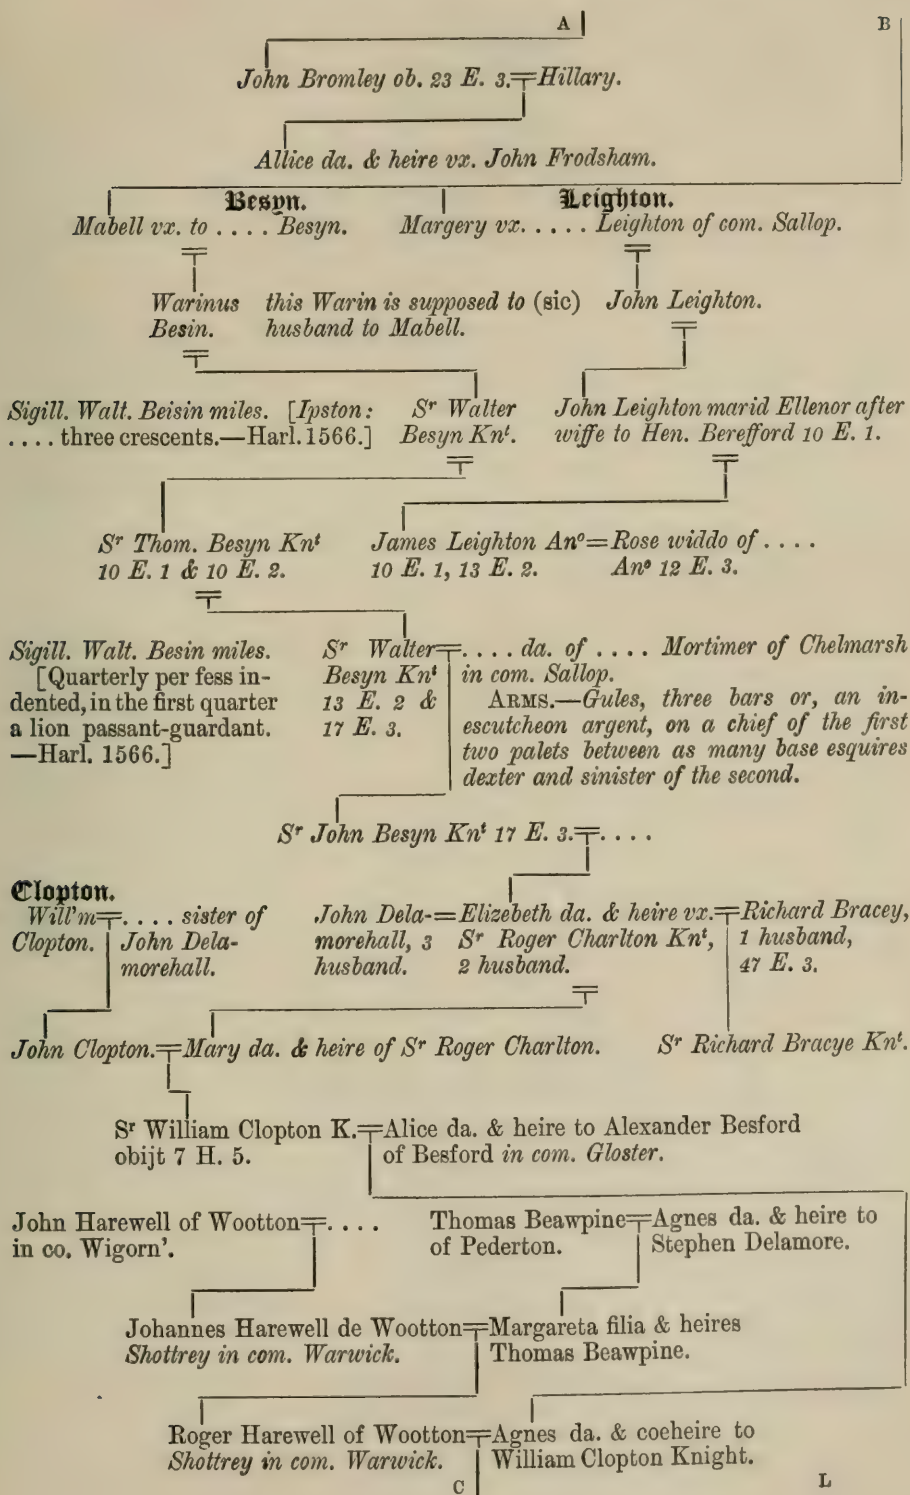 A B
John Bromley ob. 23 E. 3. Hillary.
Allice da. & heire vx. John Frodsham.
Besyn. Leighton.
Mabell vx. to . . . . Besyn. Margery vx. . . . . . Leighton of com. Sallop.
Warinus this Warin is supposed to (sic) John Leighton.
Besin. husband to Mabell.
Sigill. Walt. Beisin miles. [Ipston: Sr Walter John Leighton marid Ellenor after
. . . . three crescents.—Harl. 1566.] Besyn Knt. wiffe to Hen. Berefford 10 E. 1.
Sr Thom. Besyn Knt James Leighton Ano=Rose widdo of . . . .
10 E. 1 & 10 E. 2. 10 E. 1, 13 E. 2. Ano 12 E. 3.
Sigill. Walt. Besin miles. Sr Walter . . . . da. of . . . . Mortimer of Chelmarsh
[Quarterly per fess in- Besyn Knt in com. Sallop.
dented, in the first quarter 13 E. 2 & ARMS.—Gules, three bars or, an in-
a lion passant-guardant. 17 E. 3. escutcheon argent, on a chief of the first
—Harl. 1566.] two palets between as many base esquires
dexter and sinister of the second.
Sr John Besyn Knt 17 E. 3. . . . .
Clopton.
Will'm . . . . sister of John Dela-=Elizebeth da. & heire vx. Richard Bracey,
Clopton. John Dela- morehall, 3 Sr Roger Charlton Knt, 1 husband,
morehall. husband. 2 husband. 47 E. 3.
John Clopton. Mary da. & heire of Sr Roger Charlton. Sr Richard Bracye Knt.
Sr William Clopton K. Alice da. & heire to Alexander Besford
obijt 7 H. 5. of Besford in com. Gloster.
John Harewell of Wootton . . . . Thomas Beawpine Agnes da. & heire to
in co. Wigorn'. of Pederton. Stephen Delamore.
Johannes Harewell de Wootton Margareta filia & heires
Shottrey in com. Warwick. Thomas Beawpine.
Roger Harewell of Wootton Agnes da. & coeheire to
Shottrey in com. Warwick. William Clopton Knight.
C L